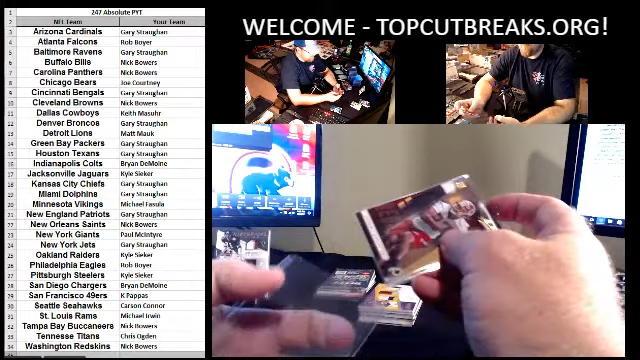 247 Absolute PYT
NFL Team Your Team
Arizona Cardinals Gary Straughan
Atlanta Falcons Rob Boyer
Baltimore Ravens Gary Straughan
Buffalo Bills Nick Bowers
Carolina Panthers Nick Bowers
Chicago Bears Joe Courtney
Cincinnati Bengals Gary Straughan
Cleveland Browns Nick Bowers
Dallas Cowboys Keith Masuhr
Denver Broncos Gary Straughan
Detroit Lions Matt Mauk
Green Bay Packers Gary Straughan
Houston Texans Gary Straughan
Indianapolis Colts Bryan DeMoine
Jacksonville Jaguars Kyle Sieker
Kansas City Chiefs Gary Straughan
Miami Dolphins Gary Straughan
Minnesota Vikings Michael Fasula
New England Patriots Gary Straughan
New Orleans Saints Nick Bowers
New York Giants Paul McIntyre
New York Jets Gary Straughan
Oakland Raiders Kyle Sieker
Philadelphia Eagles Rob Boyer
Pittsburgh Steelers Kyle Sieker
San Diego Chargers Bryan DeMoine
San Francisco 49ers K Pappas
Seattle Seahawks Carson Connor
St. Louis Rams Michael Irwin
Tampa Bay Buccaneers Nick Bowers
Tennesse Titans Chris Ogden
Washington Redskins Nick Bowers
WELCOME - TOPCUTBREAKS.ORG!